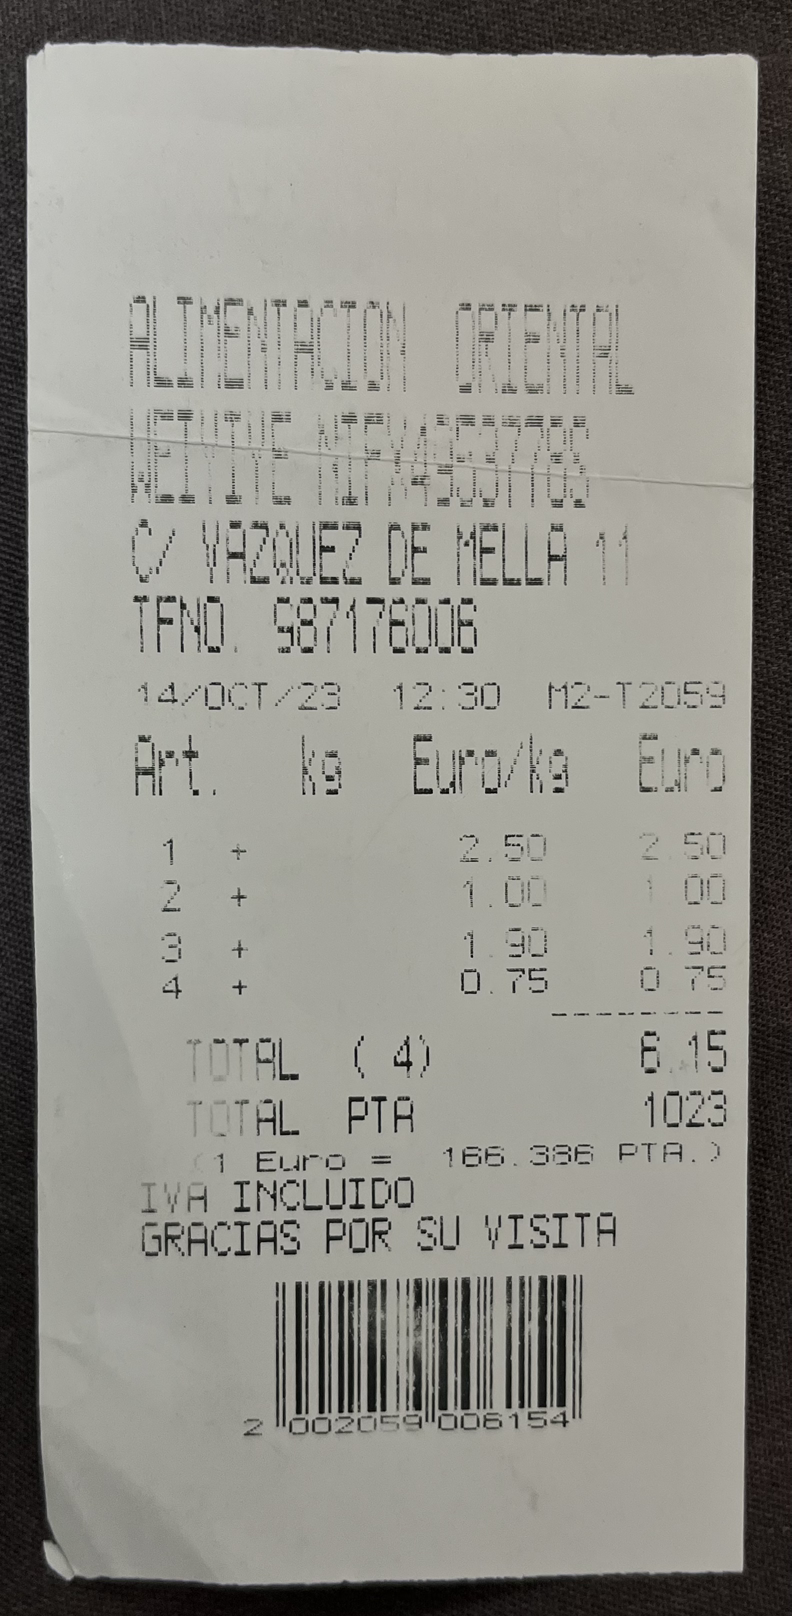 ALIMENTACION ORIENTAL
WEIYIYE NIFX4953778S
C/ VAZQUEZ DE MELLA 11
TFNO. 987176006
14/OCT/23 12:30 M2-T2059
Art. kg Euro/kg Euro
1 + 2.50 2.50
2 + 1.00 1.00
3 + 1.90 1.90
4 + 0.75 0.75
TOTAL (4) 6.15
TOTAL PTA 1023
(1 Euro = 166.386 PTA.)
IVA INCLUIDO
GRACIAS POR SU VISITA
2 002059 006154